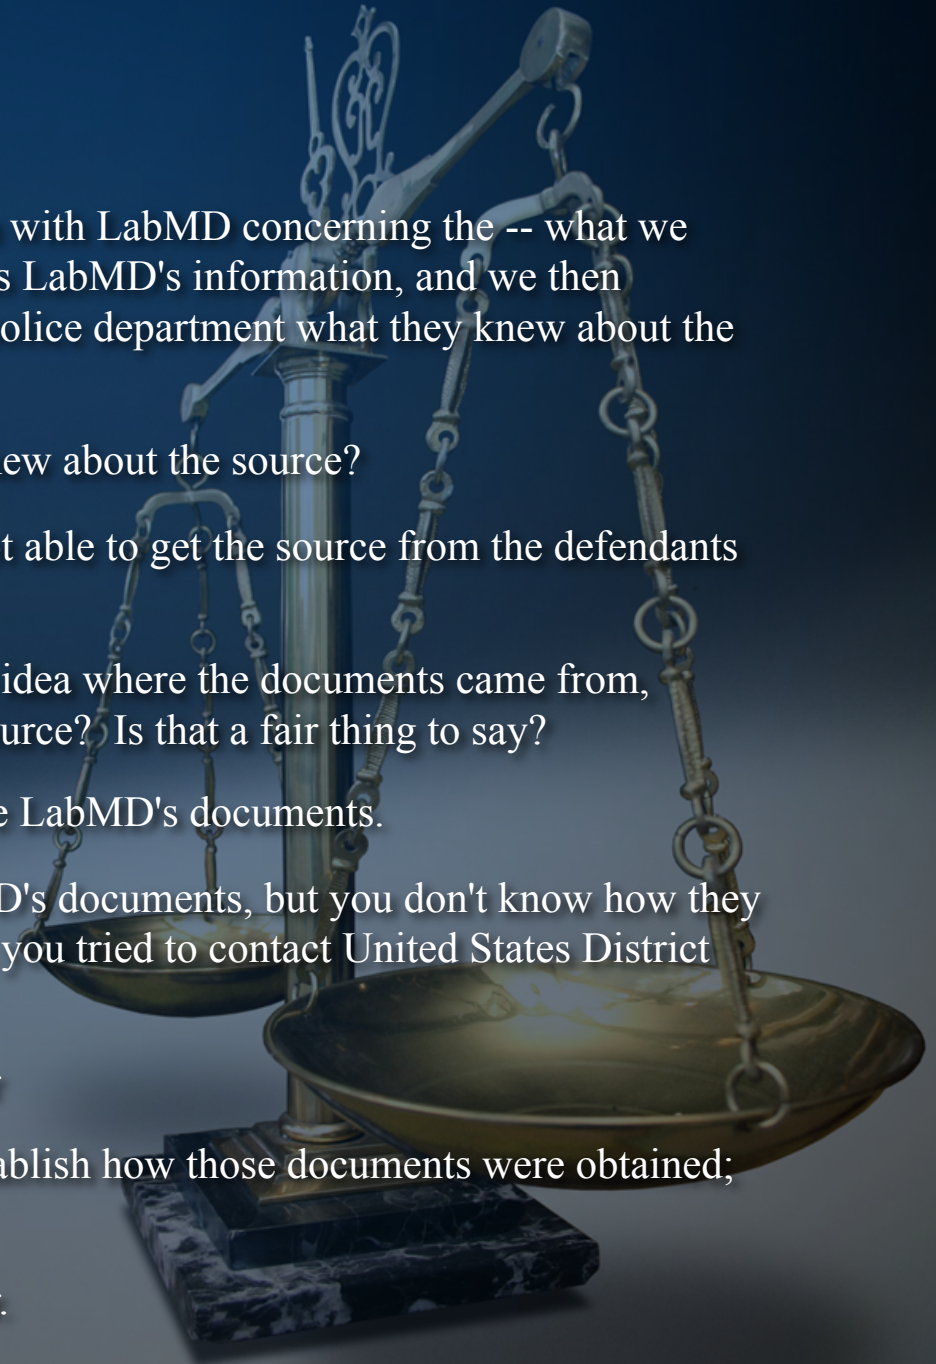 with LabMD concerning the -- what we
s LabMD's information, and we then
olice department what they knew about the
ew about the source?
t able to get the source from the defendants
idea where the documents came from,
urce?  Is that a fair thing to say?
e LabMD's documents.
D's documents, but you don't know how they
you tried to contact United States District
ablish how those documents were obtained;